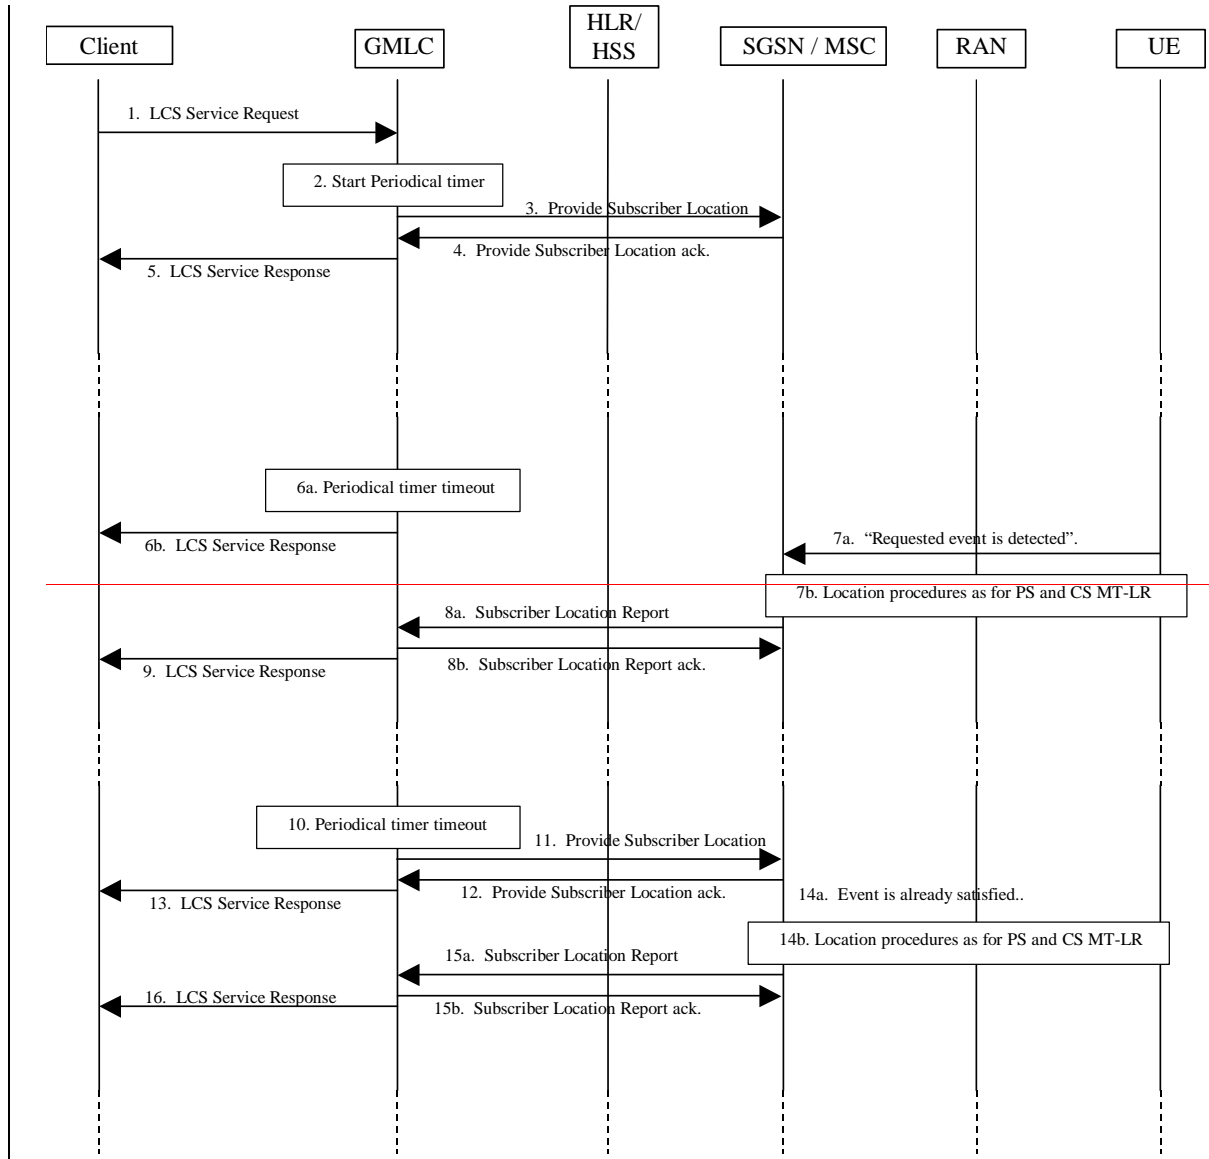 Client
GMLC
HLR/
HSS
SGSN / MSC
RAN
UE
1. LCS Service Request
2. Start Periodical timer
3. Provide Subscriber Location
4. Provide Subscriber Location ack.
5. LCS Service Response
6a. Periodical timer timeout
6b. LCS Service Response
7a. “Requested event is detected”.
7b. Location procedures as for PS and CS MT-LR
8a. Subscriber Location Report
8b. Subscriber Location Report ack.
9. LCS Service Response
10. Periodical timer timeout
11. Provide Subscriber Location
12. Provide Subscriber Location ack.
13. LCS Service Response
14a. Event is already satisfied..
14b. Location procedures as for PS and CS MT-LR
15a. Subscriber Location Report
16. LCS Service Response
15b. Subscriber Location Report ack.